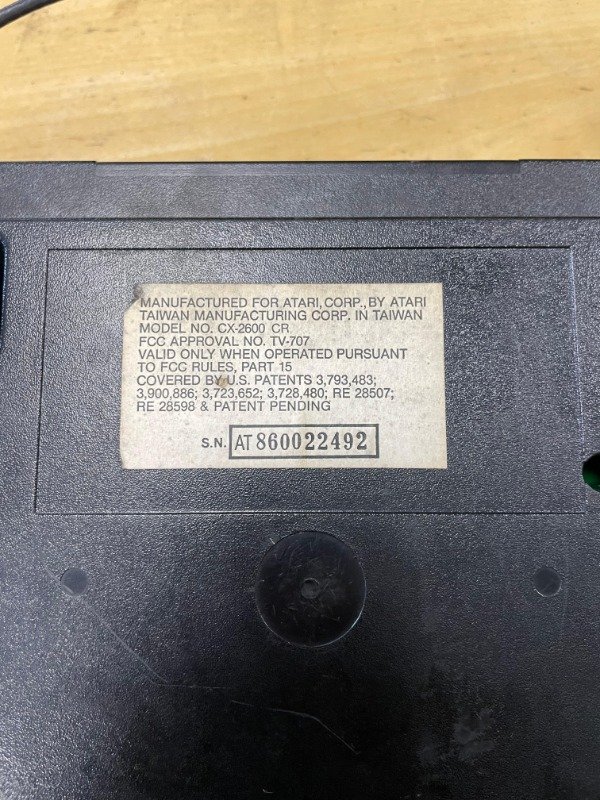 MANUFACTURED FOR ATARI, CORP., BY ATARI
TAIWAN MANUFACTURING CORP. IN TAIWAN
MODEL NO. CX-2600 CR
FCC APPROVAL NO. TV-707
VALID ONLY WHEN OPERATED PURSUANT
TO FCC RULES, PART 15
COVERED BY U.S. PATENTS 3,793,483;
3,900,886; 3,723,652; 3,728,480; RE 28507;
RE 28598 & PATENT PENDING
S.N. AT 860022492